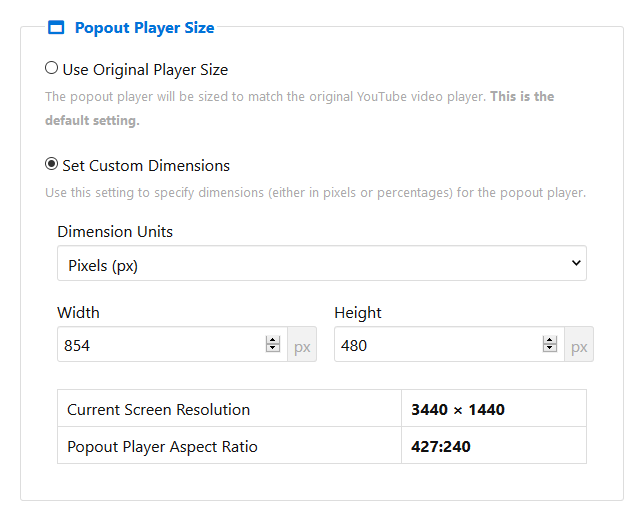 Popout Player Size
Use Original Player Size
The popout player will be sized to match the original YouTube video player. This is the
default setting.
Set Custom Dimensions
Use this setting to specify dimensions (either in pixels or percentages) for the popout player.
Dimension Units
Pixels (px)
Width Height
854 px 480 px
Current Screen Resolution 3440 × 1440
Popout Player Aspect Ratio 427:240